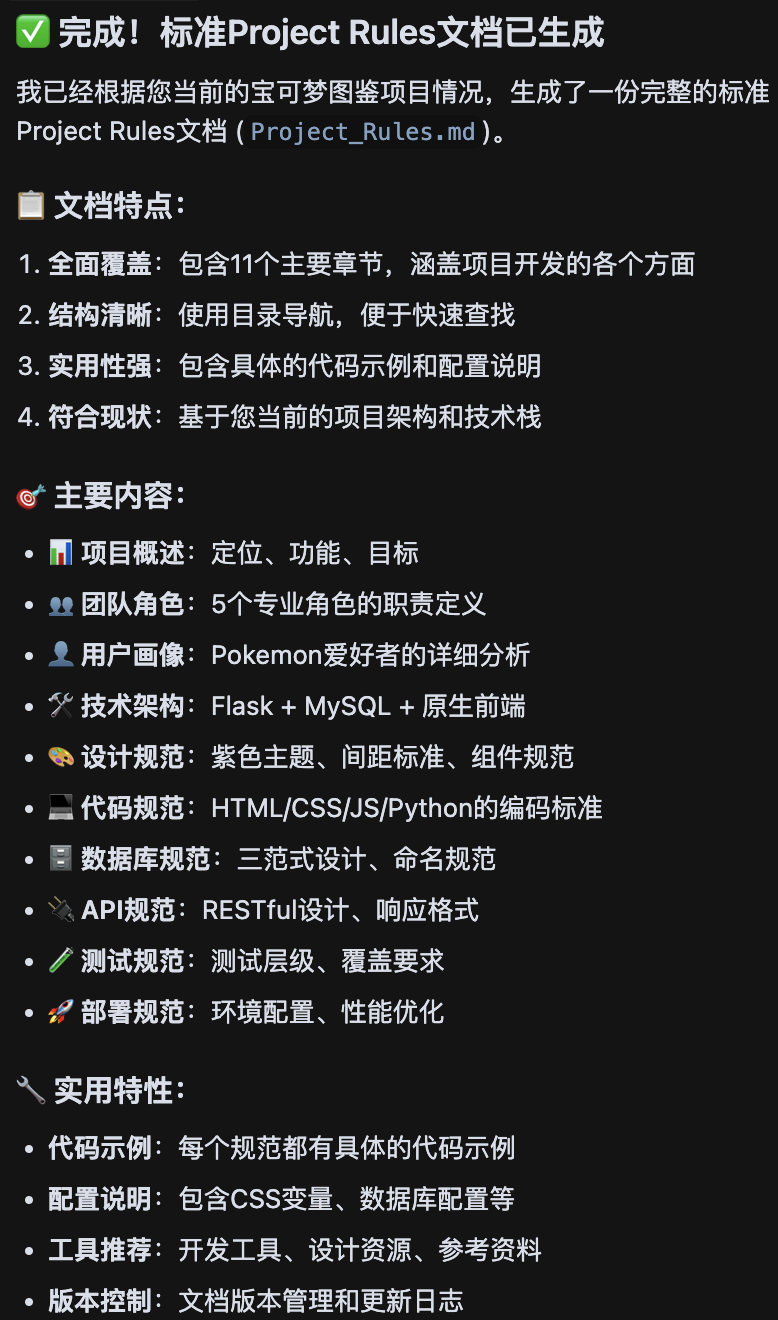 ✅ 完成！标准Project Rules文档已生成
我已经根据您当前的宝可梦图鉴项目情况，生成了一份完整的标准
Project Rules文档 ( Project_Rules.md )。
📋 文档特点：
1. 全面覆盖：包含11个主要章节，涵盖项目开发的各个方面
2. 结构清晰：使用目录导航，便于快速查找
3. 实用性强：包含具体的代码示例和配置说明
4. 符合现状：基于您当前的项目架构和技术栈
🎯 主要内容：
• 📊 项目概述：定位、功能、目标
• 👥 团队角色：5个专业角色的职责定义
• 👤 用户画像：Pokemon爱好者的详细分析
• 🛠️ 技术架构：Flask + MySQL + 原生前端
• 🎨 设计规范：紫色主题、间距标准、组件规范
• 💻 代码规范：HTML/CSS/JS/Python的编码标准
• 🗄️ 数据库规范：三范式设计、命名规范
• 🔌 API规范：RESTful设计、响应格式
• 🧪 测试规范：测试层级、覆盖要求
• 🚀 部署规范：环境配置、性能优化
🔧 实用特性：
• 代码示例：每个规范都有具体的代码示例
• 配置说明：包含CSS变量、数据库配置等
• 工具推荐：开发工具、设计资源、参考资料
• 版本控制：文档版本管理和更新日志